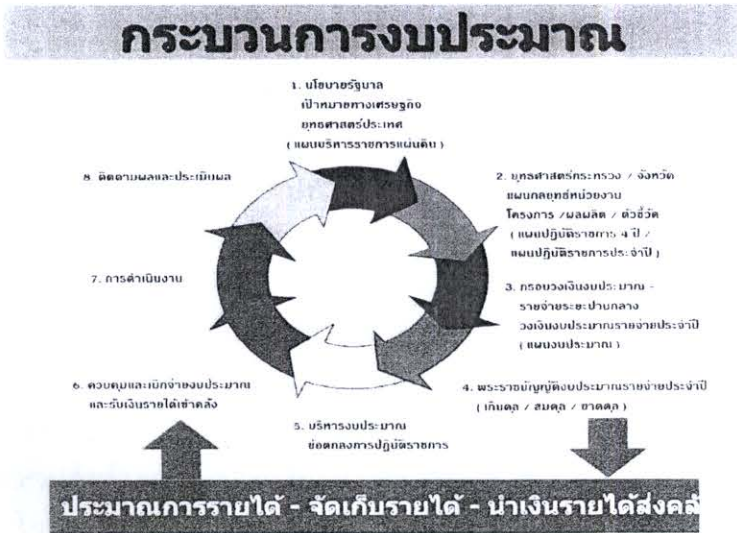 กระบวนการงบประมาณ
1. นโยบายรัฐบาล
เป้าหมายทางเศรษฐกิจ
ยุทธศาสตร์ประเทศ
( แผนบริหารราชการแผ่นดิน )
2. ยุทธศาสตร์กระทรวง / จังหวัด
แผนกลยุทธ์หน่วยงาน
โครงการ /ผลผลิต / ตัวชี้วัด
( แผนปฏิบัติราชการ 4 ปี /
แผนปฏิบัติราชการประจำปี )
3. กรอบวงเงินงบประมาณ -
รายจ่ายระยะปานกลาง
วงเงินงบประมาณรายจ่ายประจำปี
( แผนงบประมาณ )
4. พระราชบัญญัติงบประมาณรายจ่ายประจำปี
( เกินดุล / สมดุล / ขาดดุล )
5. บริหารงบประมาณ
ข้อตกลงการปฏิบัติราชการ
6. ควบคุมและเบิกจ่ายงบประมาณ
และรับเงินรายได้เข้าคลัง
7. การดำเนินงาน
8. ติดตามผลและประเมินผล
ประมาณการรายได้ - จัดเก็บรายได้ - นำเงินรายได้ส่งคลั